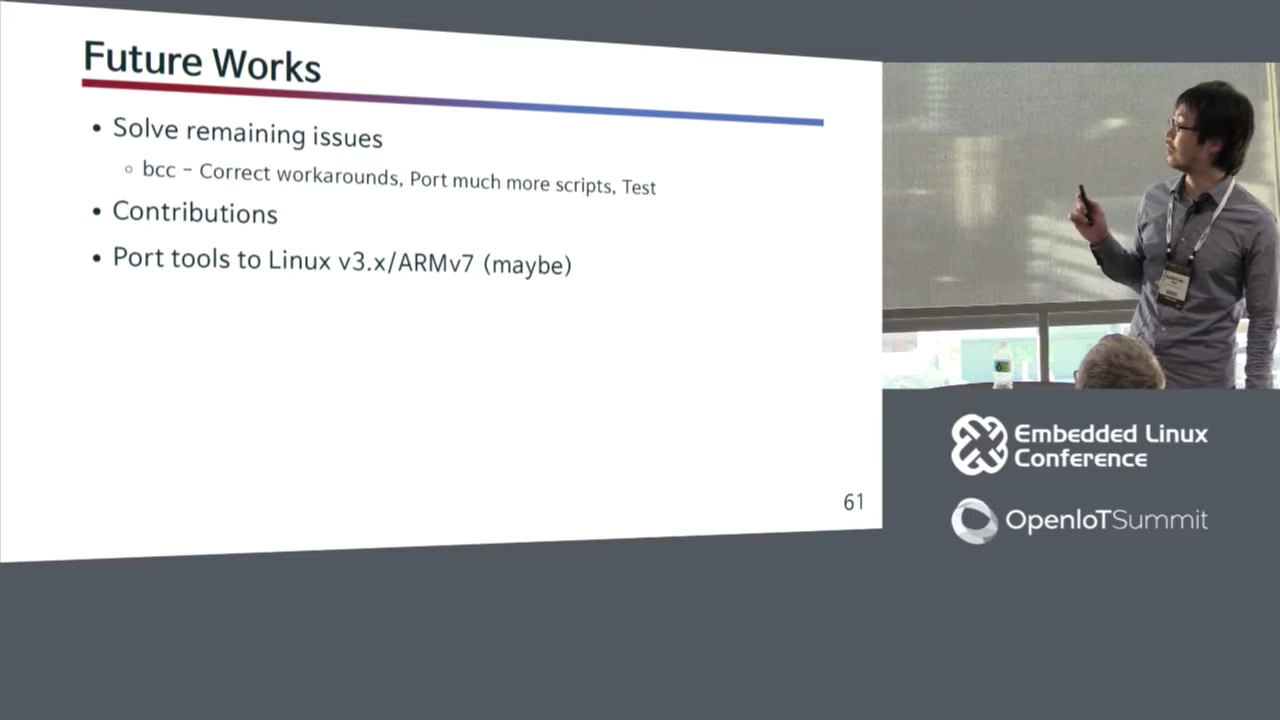 Future Works
• Solve remaining issues
◦ bcc - Correct workarounds, Port much more scripts, Test
• Contributions
• Port tools to Linux v3.x/ARMv7 (maybe)
61
Embedded Linux
Conference
OpenIoTSummit